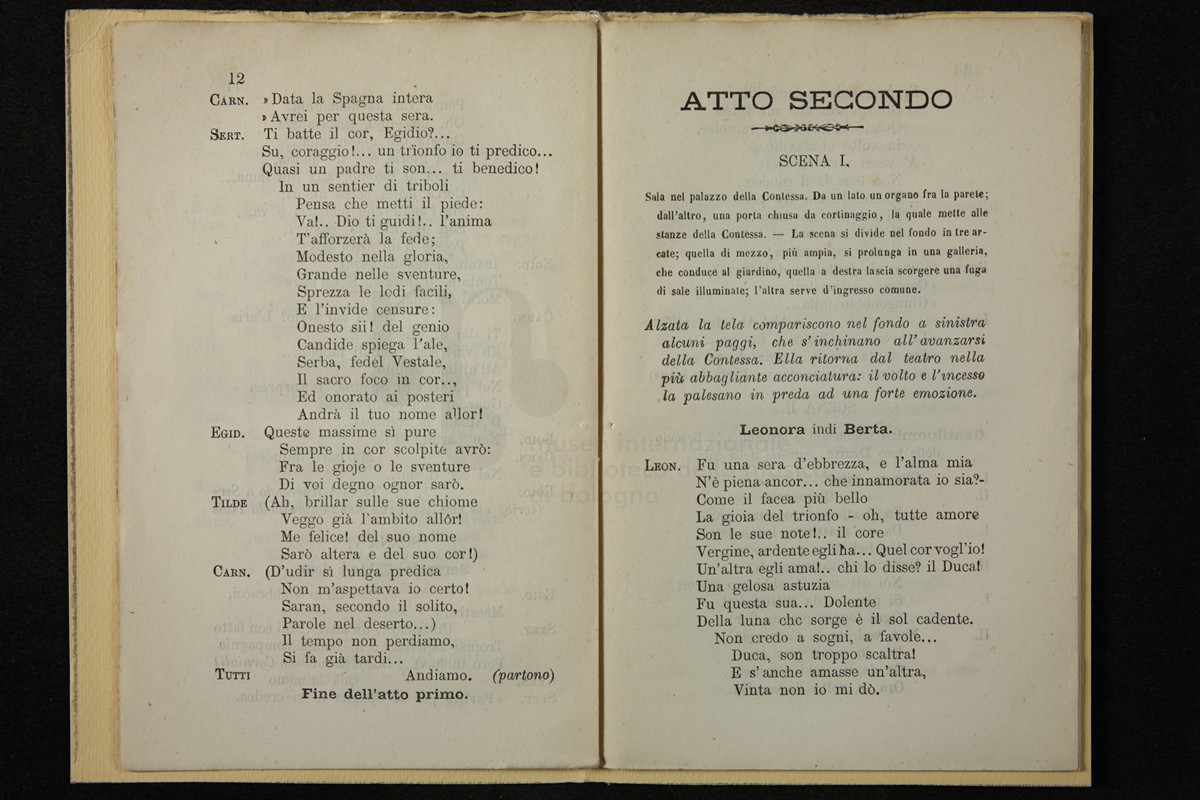 12
CARN. » Data la Spagna intera
» Avrei per questa sera.
SERT. Ti batte il cor, Egidio?...
Su, coraggio!... un trionfo io ti predico...
Quasi un padre ti son... ti benedico!
In un sentier di triboli
Pensa che metti il piede:
Va!.. Dio ti guidi!.. l'anima
T'afforzerà la fede;
Modesto nella gloria,
Grande nelle sventure,
Sprezza le lodi facili,
E l'invide censure:
Onesto sii! del genio
Candide spiega l'ale,
Serba, fedel Vestale,
Il sacro foco in cor..,
Ed onorato ai posteri
Andrà il tuo nome allor!
EGID. Queste massime sì pure
Sempre in cor scolpite avrò:
Fra le gioje o le sventure
Di voi degno ognor sarò.
TILDE (Ah, brillar sulle sue chiome
Veggo già l'ambito allôr!
Me felice! del suo nome
Sarò altera e del suo cor!)
CARN. (D'udir sì lunga predica
Non m'aspettava io certo!
Saran, secondo il solito,
Parole nel deserto...)
Il tempo non perdiamo,
Si fa già tardi...
TUTTI Andiamo. (partono)
Fine dell'atto primo.
ATTO SECONDO
SCENA I.
Sala nel palazzo della Contessa. Da un lato un organo fra la parete;
dall'altro, una porta chiusa da cortinaggio, la quale mette alle
stanze della Contessa. — La scena si divide nel fondo in tre ar-
cate; quella di mezzo, più ampia, si prolunga in una galleria,
che conduce al giardino, quella a destra lascia scorgere una fuga
di sale illuminate; l'altra serve d'ingresso comune.
Alzata la tela compariscono nel fondo a sinistra
alcuni paggi, che s'inchinano all'avanzarsi
della Contessa. Ella ritorna dal teatro nella
più abbagliante acconciatura: il volto e l'incesso
la palesano in preda ad una forte emozione.
Leonora indi Berta.
LEON. Fu una sera d'ebbrezza, e l'alma mia
N'è piena ancor... che innamorata io sia?-
Come il facea più bello
La gioia del trionfo - oh, tutte amore
Son le sue note!.. il core
Vergine, ardente egli ha... Quel cor vogl'io!
Un'altra egli ama!.. chi lo disse? il Duca!
Una gelosa astuzia
Fu questa sua... Dolente
Della luna che sorge è il sol cadente.
Non credo a sogni, a favole...
Duca, son troppo scaltra!
E s'anche amasse un'altra,
Vinta non io mi dò.
museo internazionale
e biblioteca della musica
di bologna